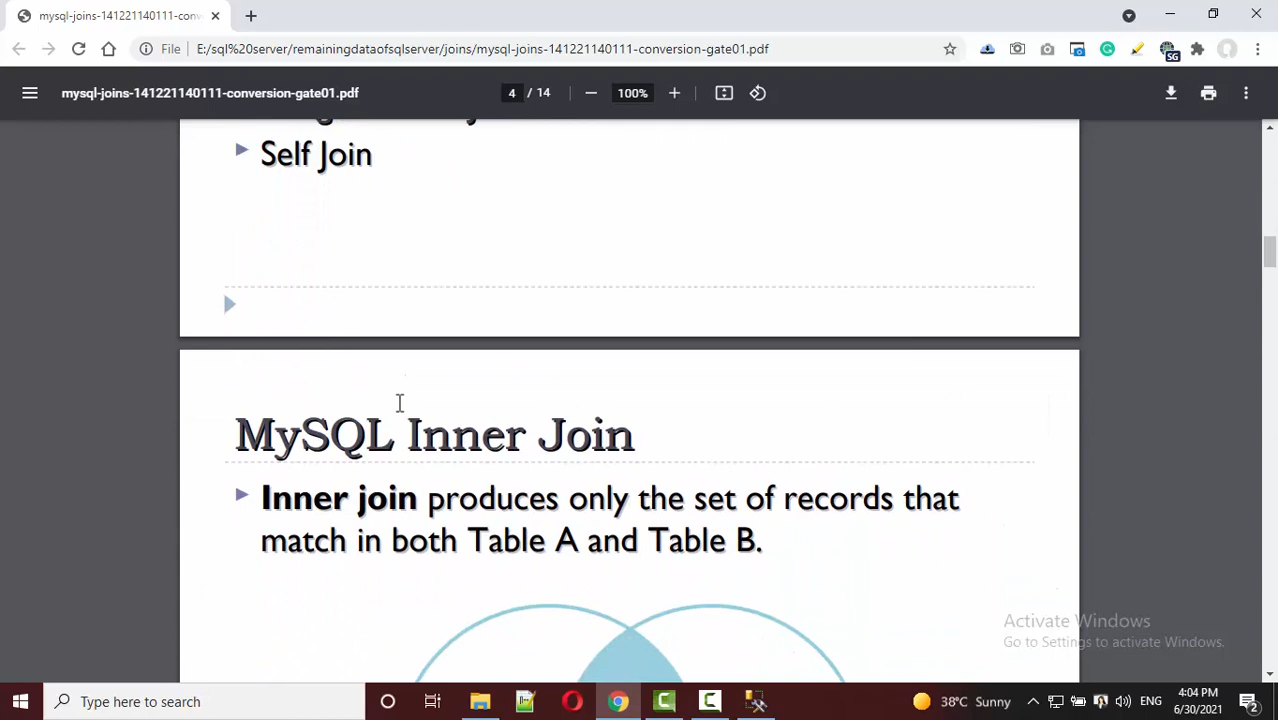 mysql-joins-141221140111-conv
File
E:/sql%20server/remainingdataofsqlserver/joins/mysql-joins-141221140111-conversion-gate01.pdf
SG
mysql-joins-141221140111-conversion-gate01.pdf
4 / 14
100%
Self Join
MySQL Inner Join
Inner join produces only the set of records that
match in both Table A and Table B.
Activate Windows
Go to Settings to activate Windows.
Type here to search
38°C Sunny
ENG
4:04 PM
6/30/2021
2